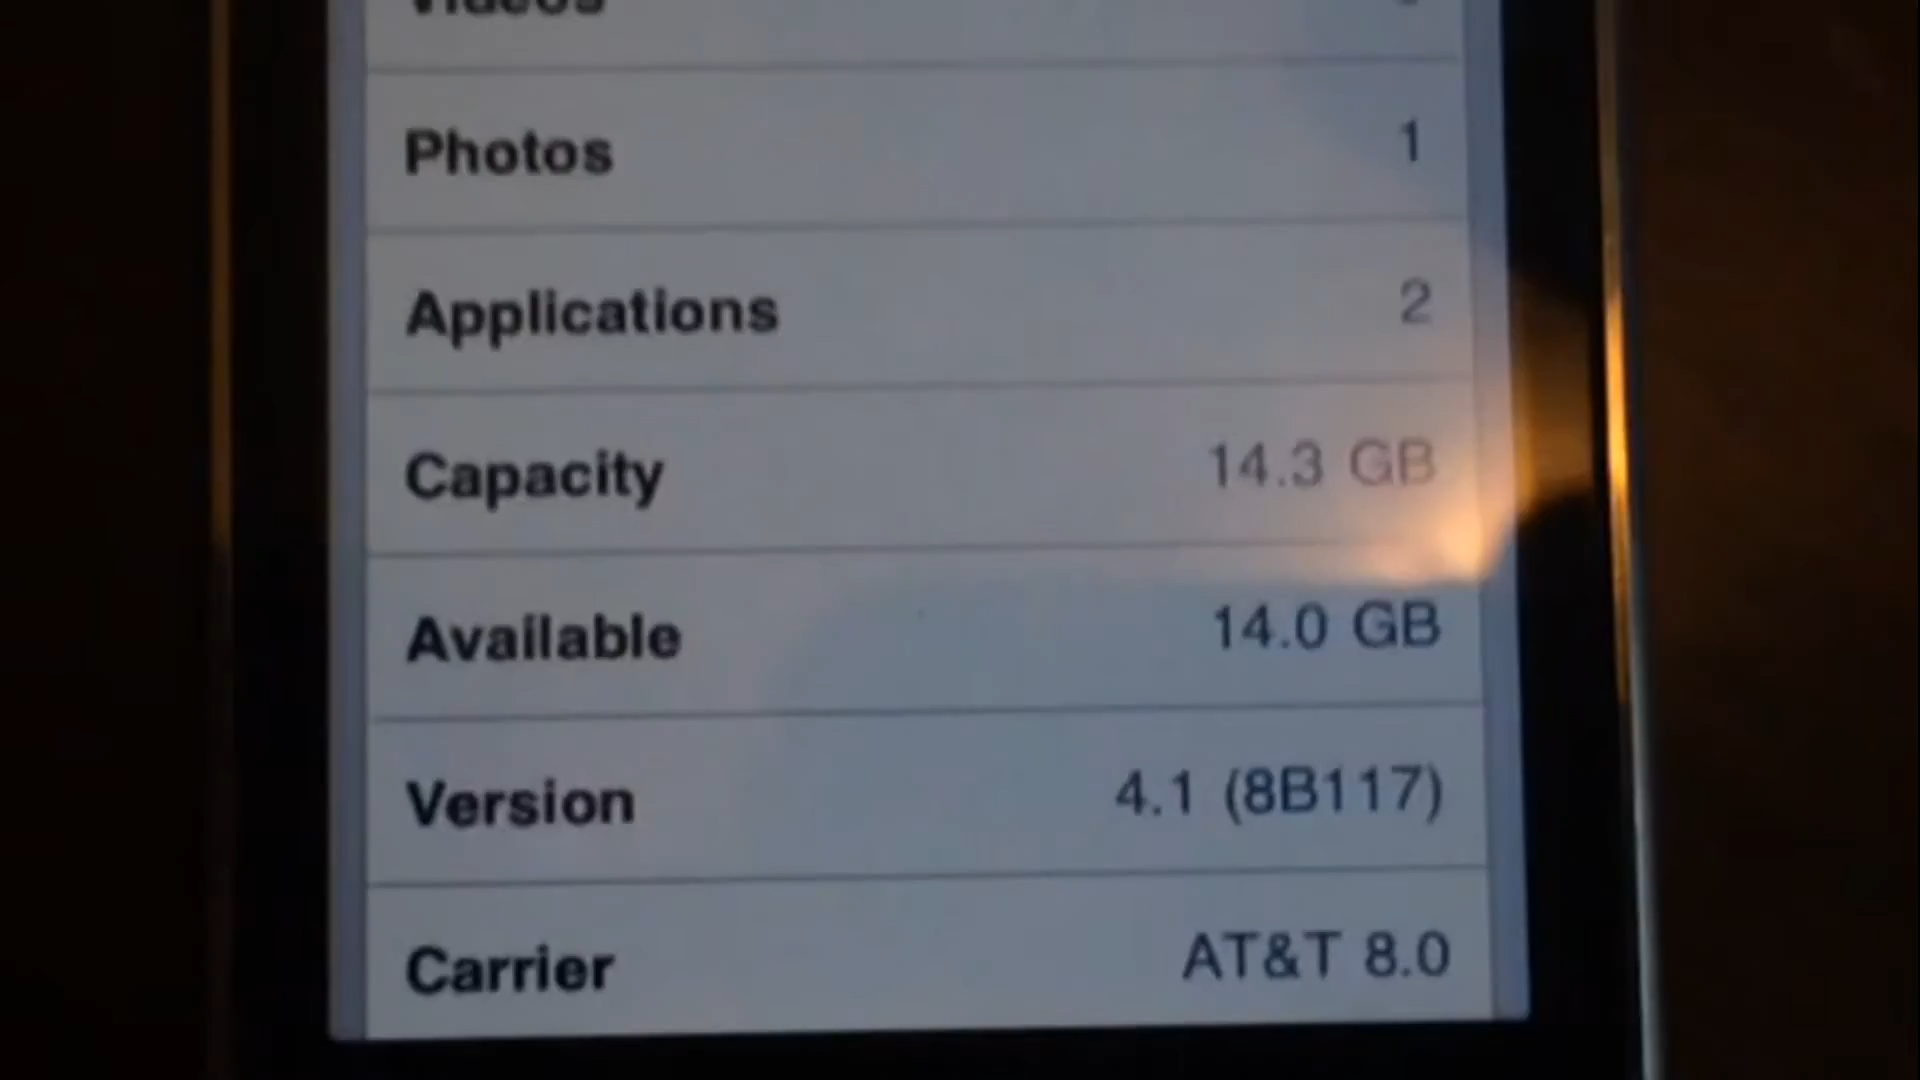 Videos
Photos 1
Applications 2
Capacity 14.3 GB
Available 14.0 GB
Version 4.1 (8B117)
Carrier AT&T 8.0